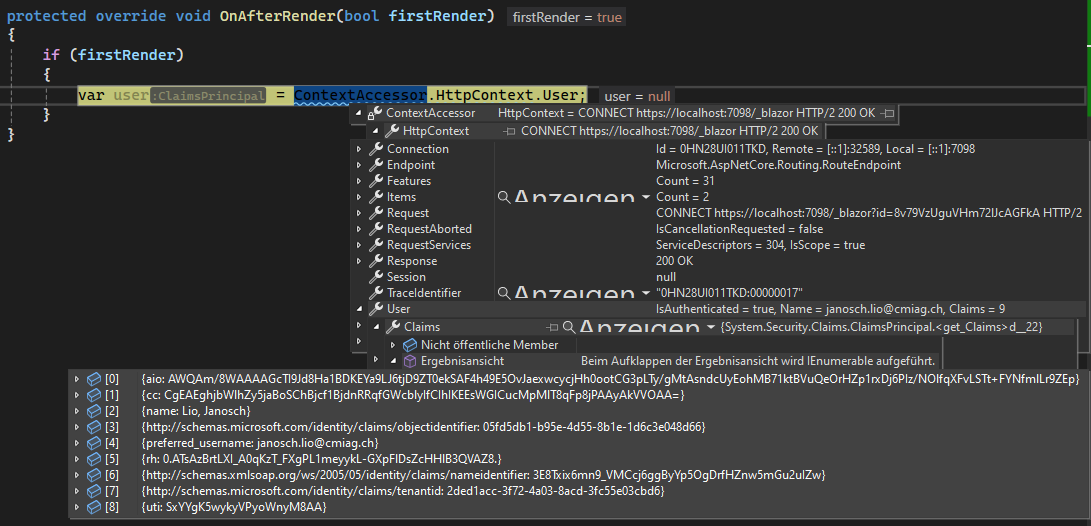 protected override void OnAfterRender(bool firstRender) firstRender = true
{
if (firstRender)
{
var user:ClaimsPrincipal = ContextAccessor.HttpContext.User; user = null
}
}
ContextAccessor HttpContext = CONNECT https://localhost:7098/_blazor HTTP/2 200 OK
HttpContext CONNECT https://localhost:7098/_blazor HTTP/2 200 OK
Connection Id = 0HN28UI011TKD, Remote = [::1]:32589, Local = [::1]:7098
Endpoint Microsoft.AspNetCore.Routing.RouteEndpoint
Features Count = 31
Items Anzeigen Count = 2
Request CONNECT https://localhost:7098/_blazor?id=8v79VzUguVHm72IJcAGFkA HTTP/2
RequestAborted IsCancellationRequested = false
RequestServices ServiceDescriptors = 304, IsScope = true
Response 200 OK
Session null
TraceIdentifier Anzeigen "0HN28UI011TKD:00000017"
User IsAuthenticated = true, Name = janosch.lio@cmiag.ch, Claims = 9
Claims Anzeigen {System.Security.Claims.ClaimsPrincipal.<get_Claims>d__22}
Nicht öffentliche Member
Ergebnisansicht Beim Aufklappen der Ergebnisansicht wird IEnumerable aufgeführt.
[0] {aio: AWQAm/8WAAAAGcTl9Jd8Ha1BDKEYa9LJ6tjD9ZT0ekSAF4h49E5OvJaexwcycjHh0ootCG3pLTy/gMtAsndcUyEohMB71ktBVuQeOrHZp1rxDj6PIz/NOlfqXFvLSTt+FYNfmILr9ZEp}
[1] {cc: CgEAEghjbWlhZy5jaBoSChBjcf1BjdnRRqfGWcblylfClhIKEEsWGlCucMpMlT8qFp8jPAAyAkVVOAA=}
[2] {name: Lio, Janosch}
[3] {http://schemas.microsoft.com/identity/claims/objectidentifier: 05fd5db1-b95e-4d55-8b1e-1d6c3e048d66}
[4] {preferred_username: janosch.lio@cmiag.ch}
[5] {rh: 0.ATsAzBrtLXI_A0qKzT_FXgPL1meyykL-GXpFIDsZcHHIB3QVAZ8.}
[6] {http://schemas.xmlsoap.org/ws/2005/05/identity/claims/nameidentifier: 3E8Txix6mn9_VMCcj6ggByYp5OgDrfHZnw5mGu2uIZw}
[7] {http://schemas.microsoft.com/identity/claims/tenantid: 2ded1acc-3f72-4a03-8acd-3fc55e03cbd6}
[8] {uti: SxYYgK5wykyVPyoWnyM8AA}